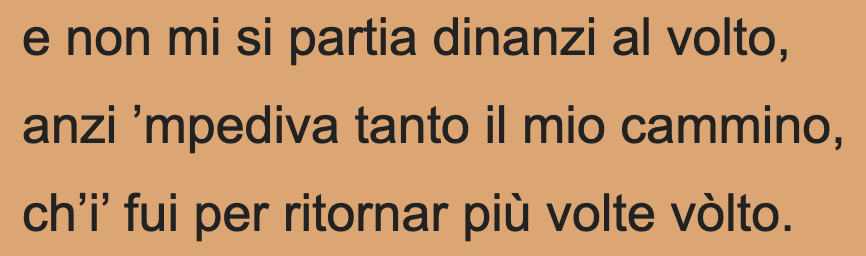 e non mi si partia dinanzi al volto,
anzi ’mpediva tanto il mio cammino,
ch’i’ fui per ritornar più volte vòlto.